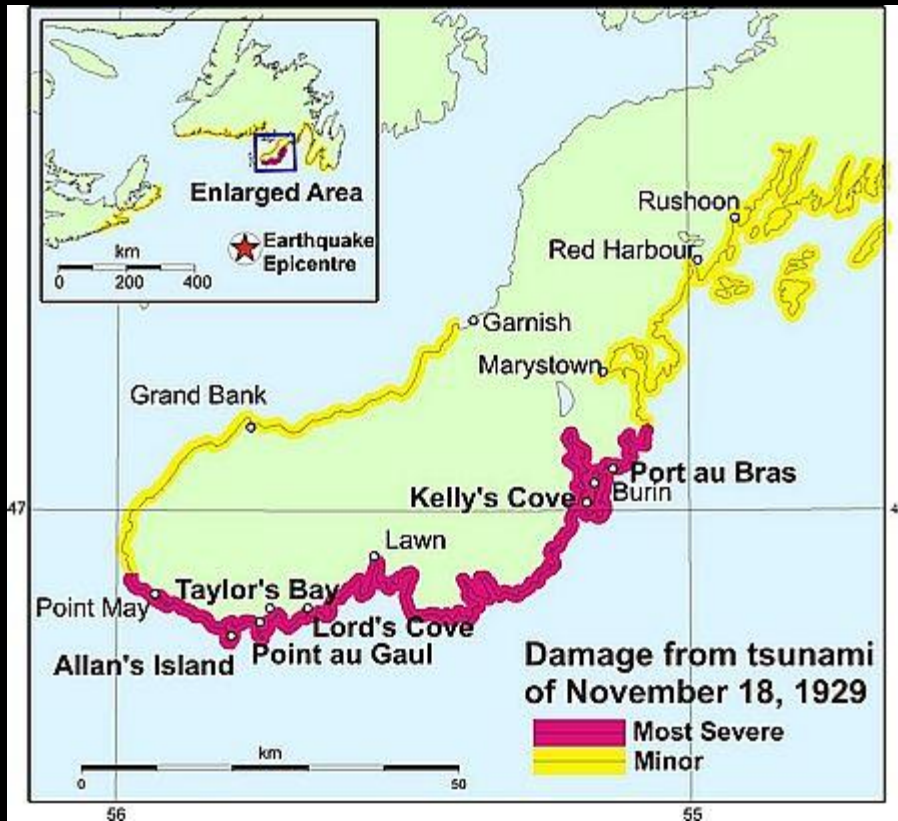 Enlarged Area
km
0 200 400
Earthquake
Epicentre
Rushoon
Red Harbour
Garnish
Marystown
Grand Bank
Port au Bras
Kelly's Cove
Burin
47
Lawn
Taylor's Bay
Point May
Lord's Cove
Point au Gaul
Allan's Island
Damage from tsunami
of November 18, 1929
Most Severe
Minor
km
0 50
56 55